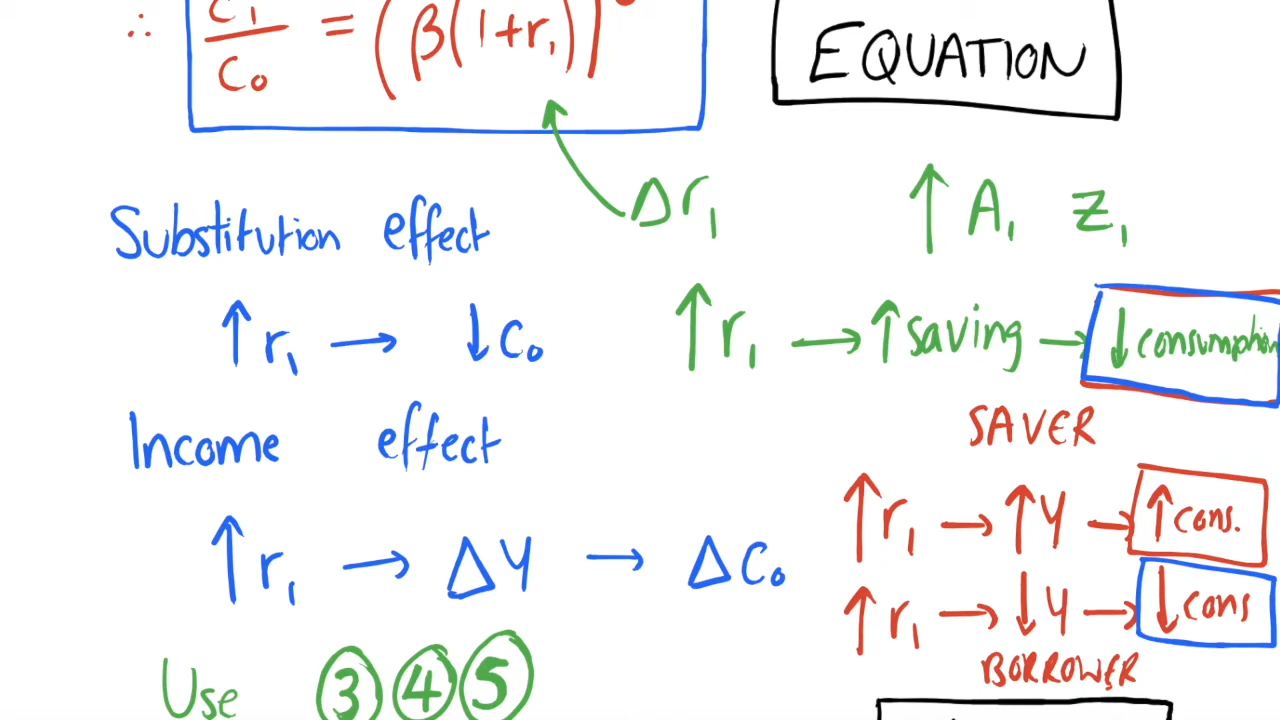 ∴ C₁/C₀ = (β(1+r₁))
EQUATION
Δr₁
↑ A₁ Z₁
Substitution effect
↑ r₁ → ↓ C₀
↑ r₁ → ↑ saving → ↓ consumption
SAVER
Income effect
↑ r₁ → ↑ Y → ↑ cons.
↑ r₁ → ΔY → ΔC₀
↑ r₁ → ↓ Y → ↓ cons
BORROWER
Use ③ ④ ⑤